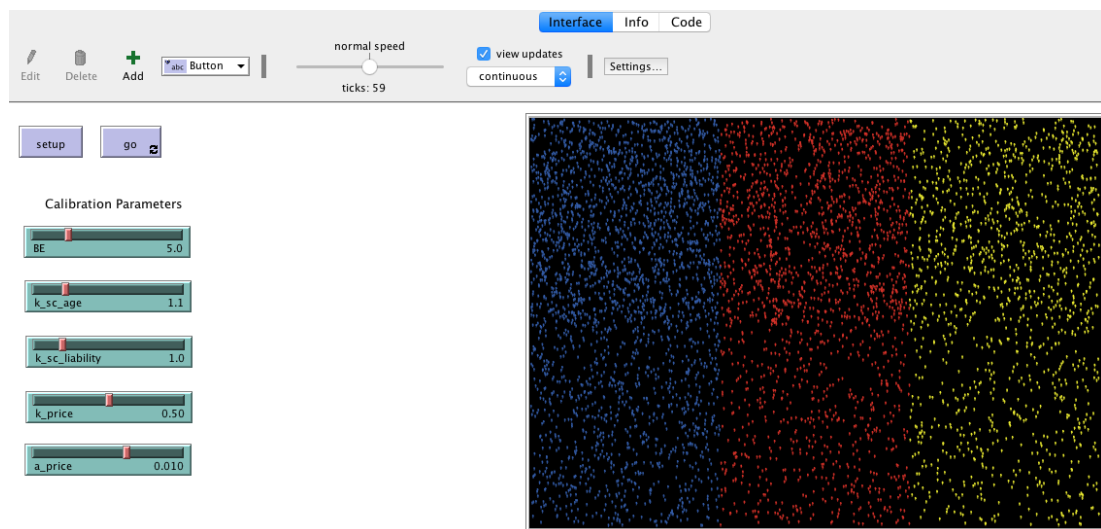 Interface Info Code
normal speed
view updates
Edit Delete Add abc Button continuous Settings...
ticks: 59
setup go
Calibration Parameters
BE 5.0
k_sc_age 1.1
k_sc_liability 1.0
k_price 0.50
a_price 0.010